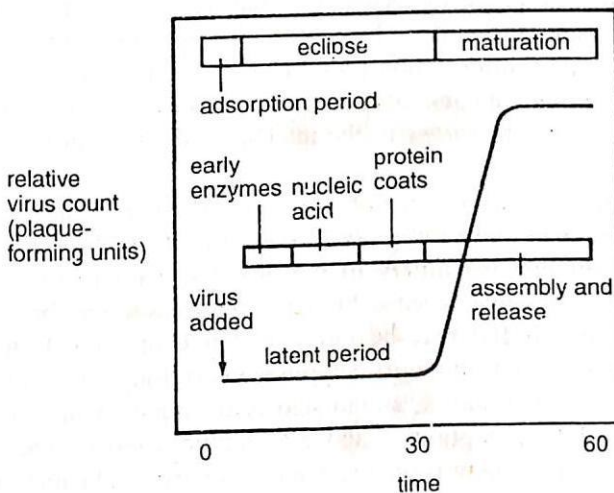 eclipse
maturation
adsorption period
relative
virus count
(plaque-
forming units)
early
enzymes
nucleic
acid
protein
coats
virus
added
assembly and
release
latent period
0
30
60
time